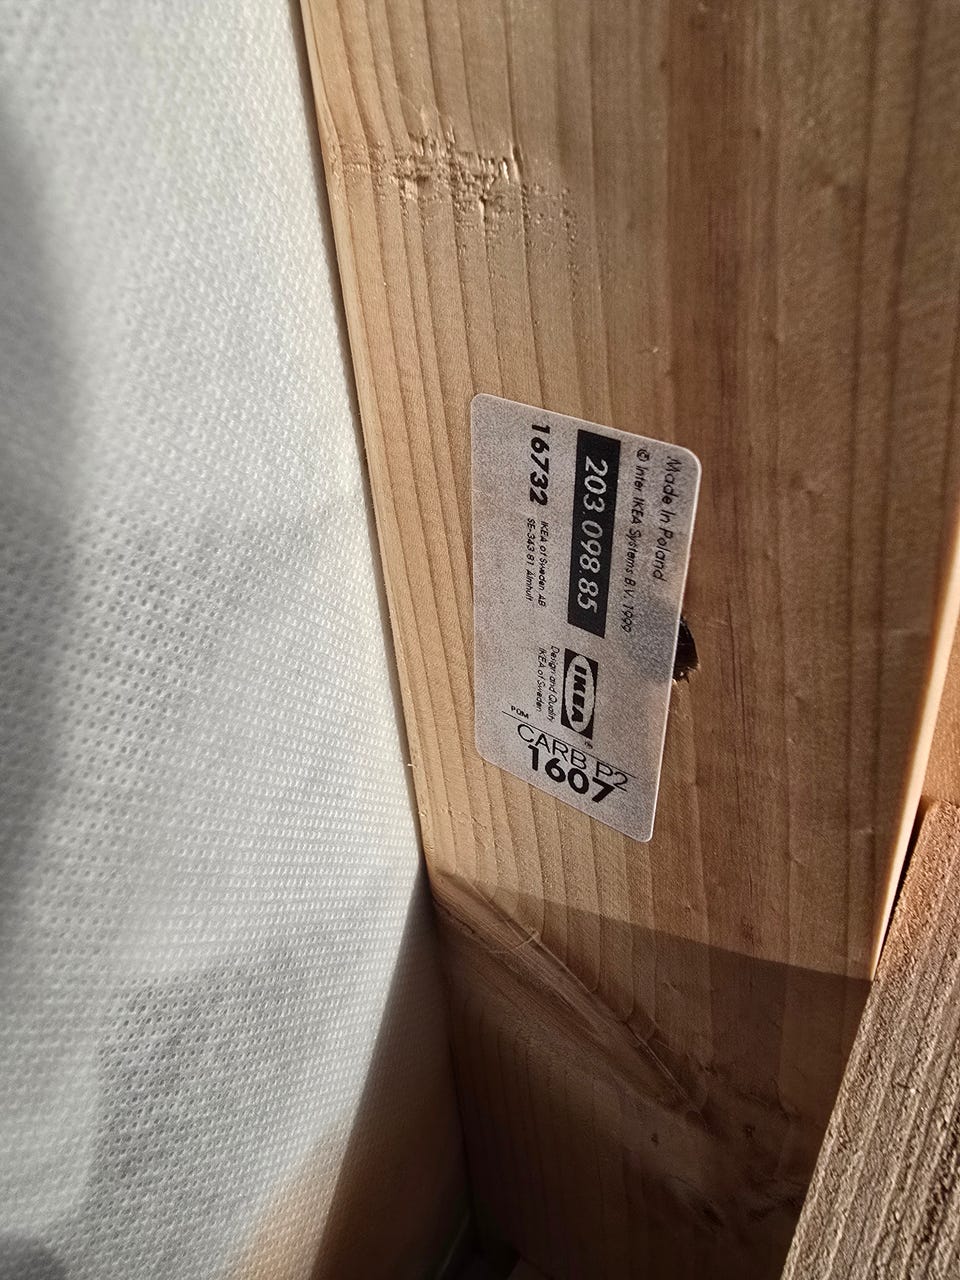 Made in Poland
© Inter IKEA Systems B.V. 1999
203.098.85
IKEA®
16732
IKEA of Sweden AB
SE-343 81 Älmhult
Design and Quality
IKEA of Sweden
PUM
CARB P2
1607